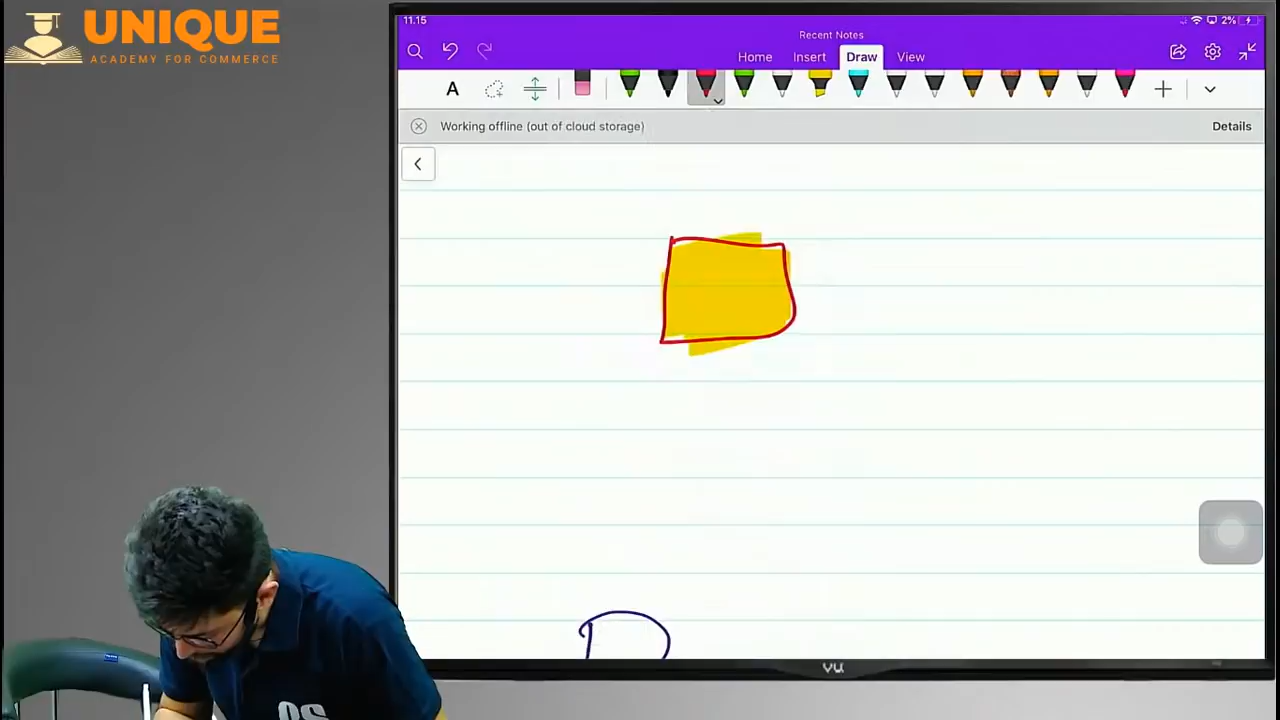 UNIQUE
ACADEMY FOR COMMERCE
11.15
2%
Recent Notes
Home Insert Draw View
A
Working offline (out of cloud storage)
Details
vu